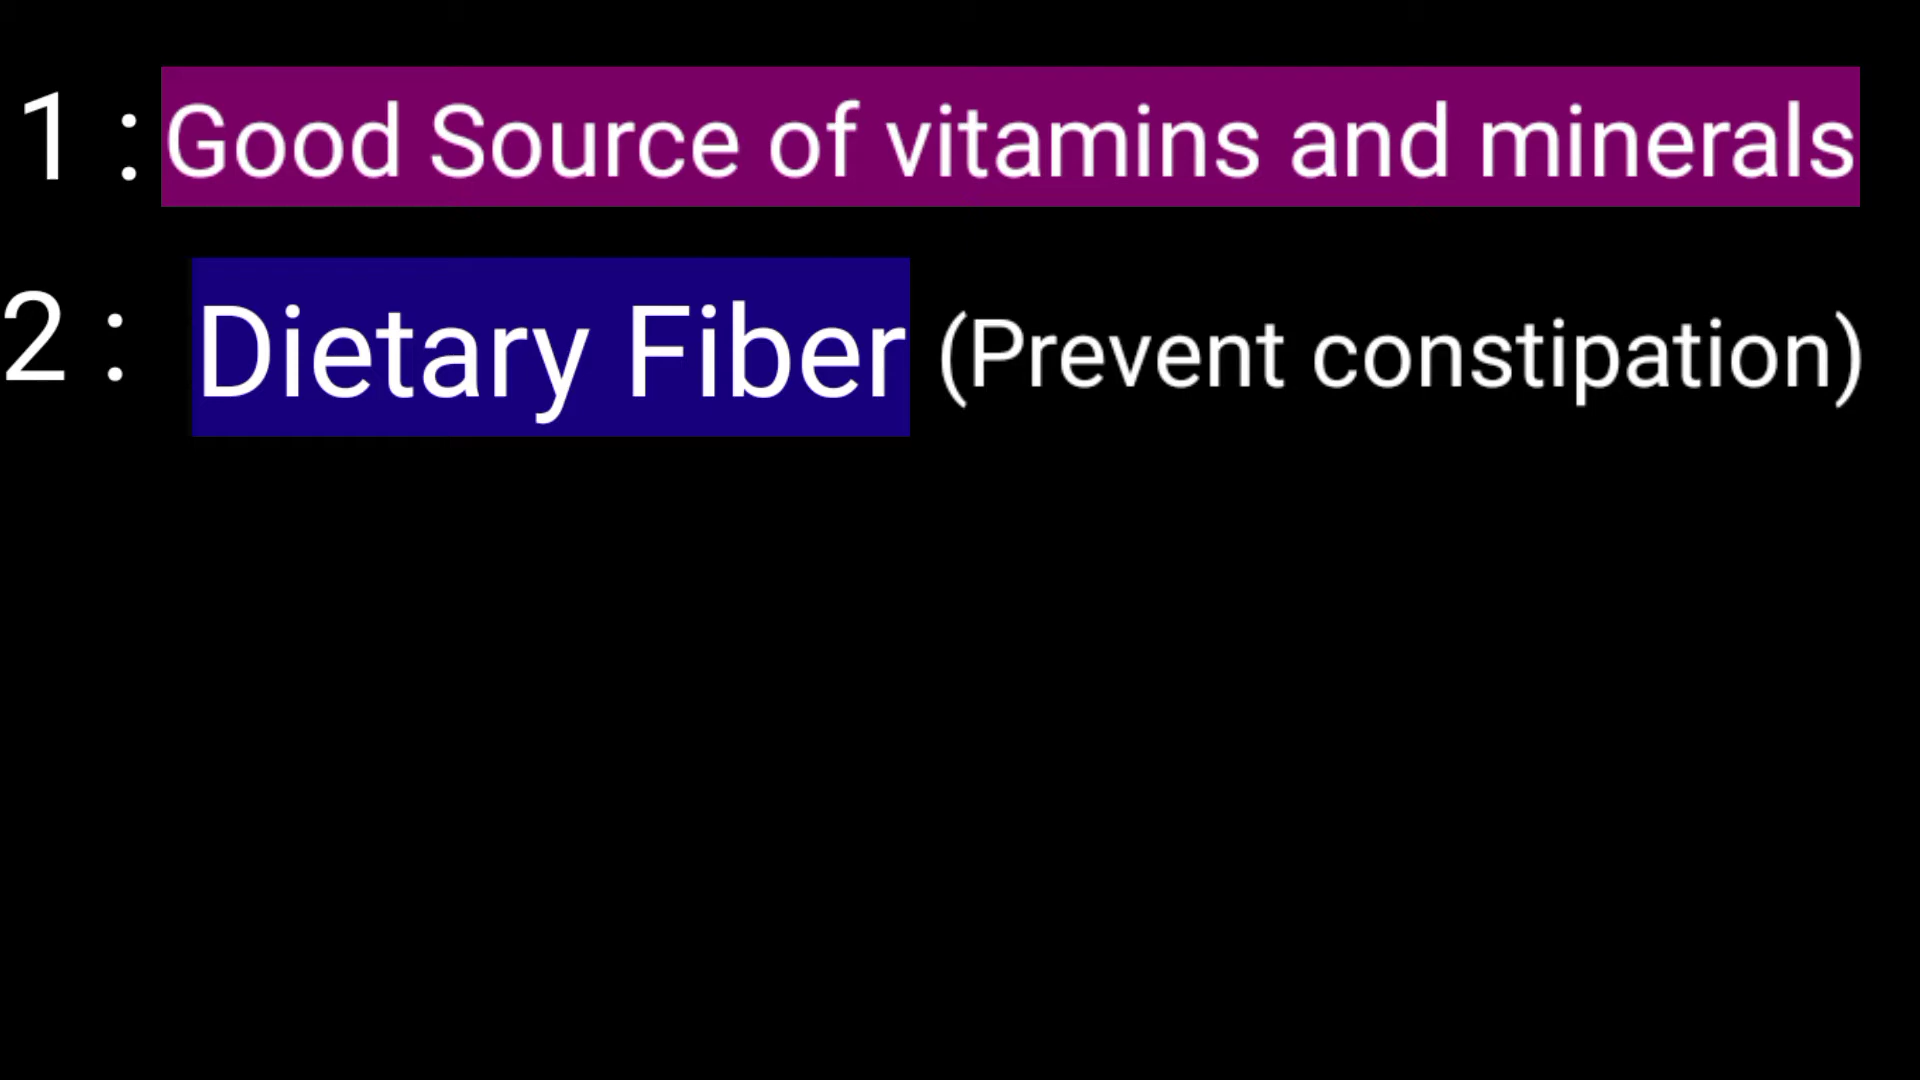 1 : Good Source of vitamins and minerals
2 : Dietary Fiber (Prevent constipation)